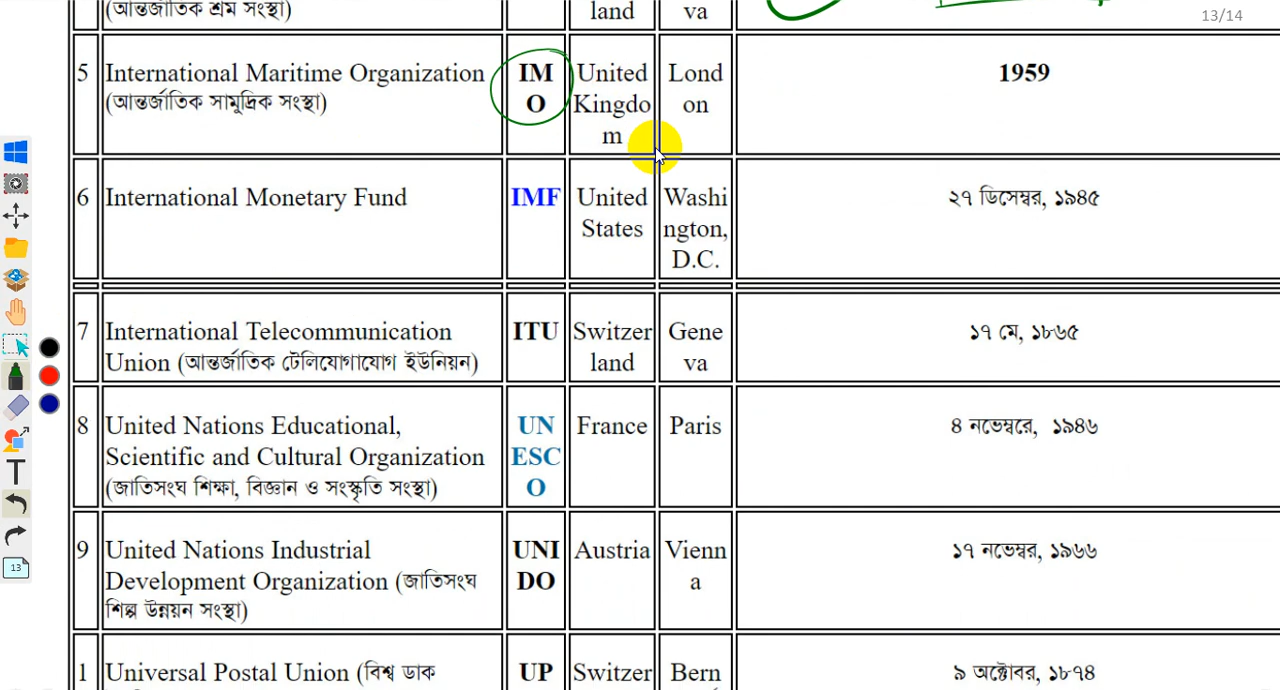 (আন্তর্জাতিক শ্রম সংস্থা)
land
va
13/14
5
International Maritime Organization
(আন্তর্জাতিক সামুদ্রিক সংস্থা)
IM
O
United
Kingdo
m
Lond
on
1959
6
International Monetary Fund
IMF
United
States
Washi
ngton,
D.C.
২৭ ডিসেম্বর, ১৯৪৫
7
International Telecommunication
Union (আন্তর্জাতিক টেলিযোগাযোগ ইউনিয়ন)
ITU
Switzer
land
Gene
va
১৭ মে, ১৮৬৫
8
United Nations Educational,
Scientific and Cultural Organization
(জাতিসংঘ শিক্ষা, বিজ্ঞান ও সংস্কৃতি সংস্থা)
UN
ESC
O
France
Paris
৪ নভেম্বরে, ১৯৪৬
9
United Nations Industrial
Development Organization (জাতিসংঘ
শিল্প উন্নয়ন সংস্থা)
UNI
DO
Austria
Vienn
a
১৭ নভেম্বর, ১৯৬৬
1
Universal Postal Union (বিশ্ব ডাক
UP
Switzer
Bern
৯ অক্টোবর, ১৮৭৪
13